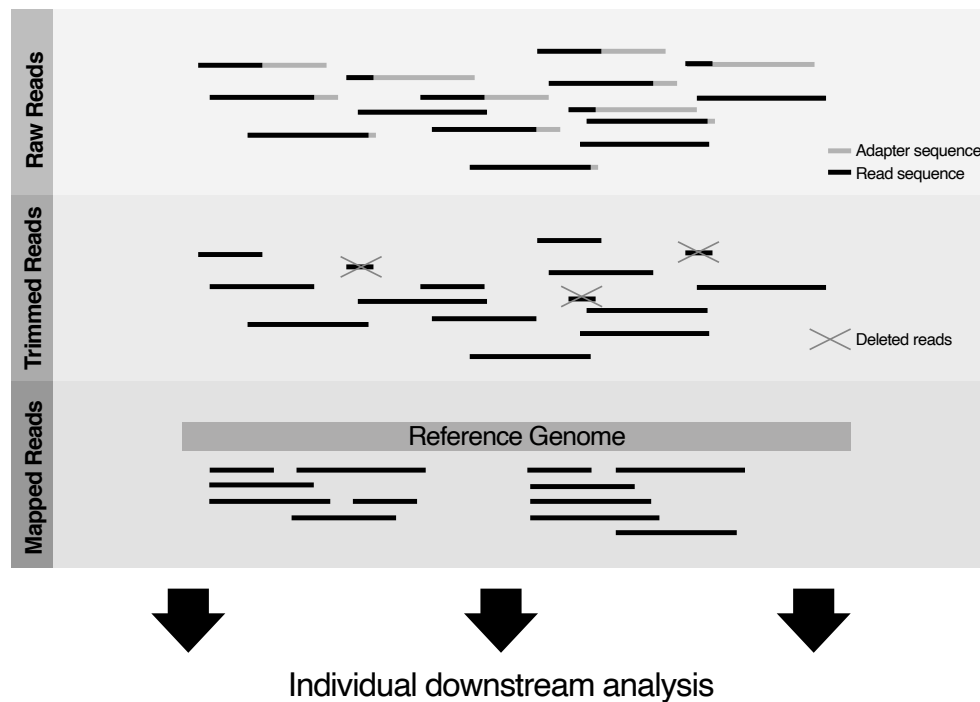 Raw Reads
Adapter sequence
Read sequence
Trimmed Reads
Deleted reads
Mapped Reads
Reference Genome
Individual downstream analysis